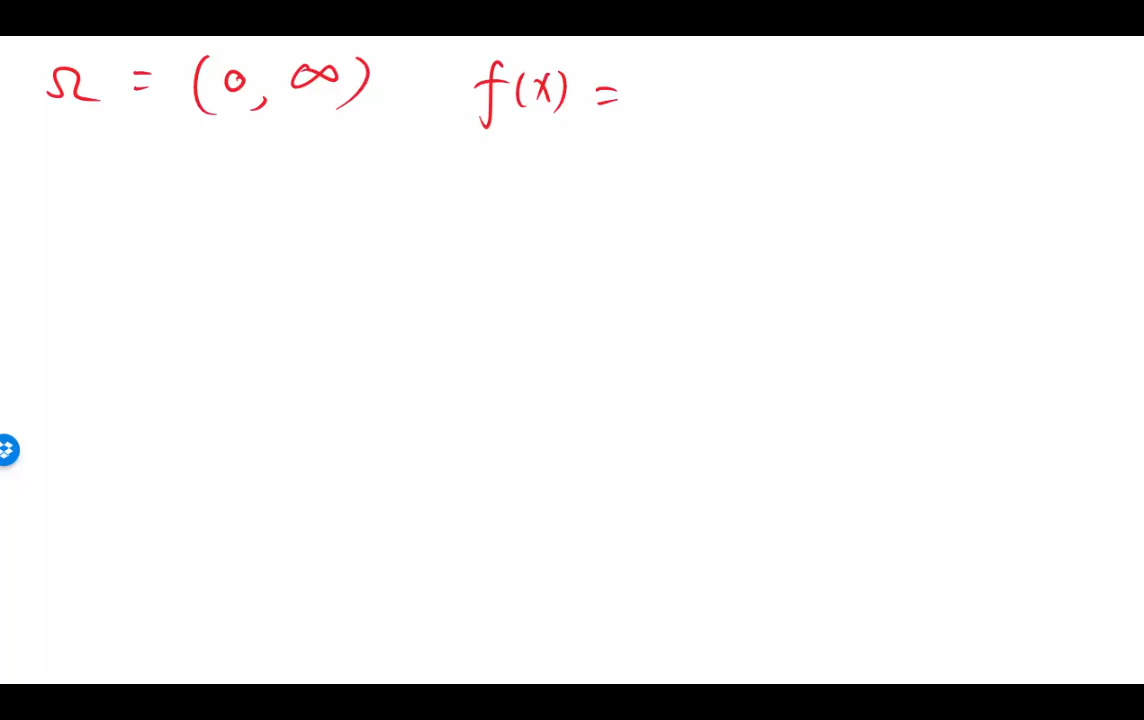 Ω = (0, ∞) f(x) =